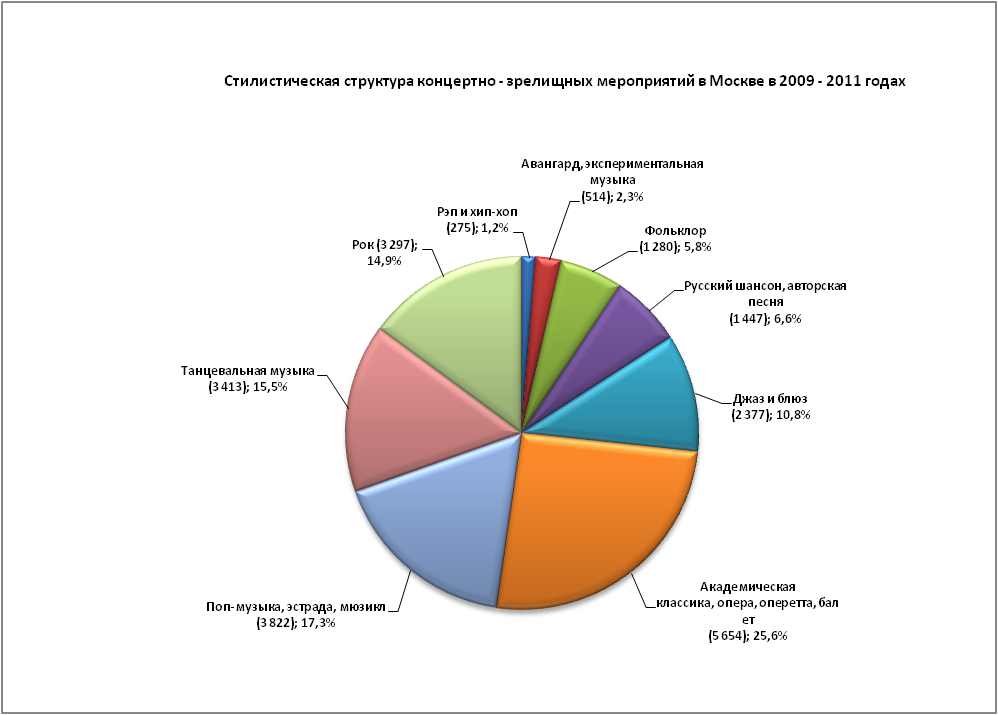 Стилистическая структура концертно - зрелищных мероприятий в Москве в 2009 - 2011 годах
Авангард, экспериментальная
музыка
(514); 2,3%
Рэп и хип-хоп
(275); 1,2%
Фольклор
(1 280); 5,8%
Рок (3 297);
14,9%
Русский шансон, авторская
песня
(1 447); 6,6%
Танцевальная музыка
(3 413); 15,5%
Джаз и блюз
(2 377); 10,8%
Академическая
классика, опера, оперетта, бал
ет
(5 654); 25,6%
Поп-музыка, эстрада, мюзикл
(3 822); 17,3%